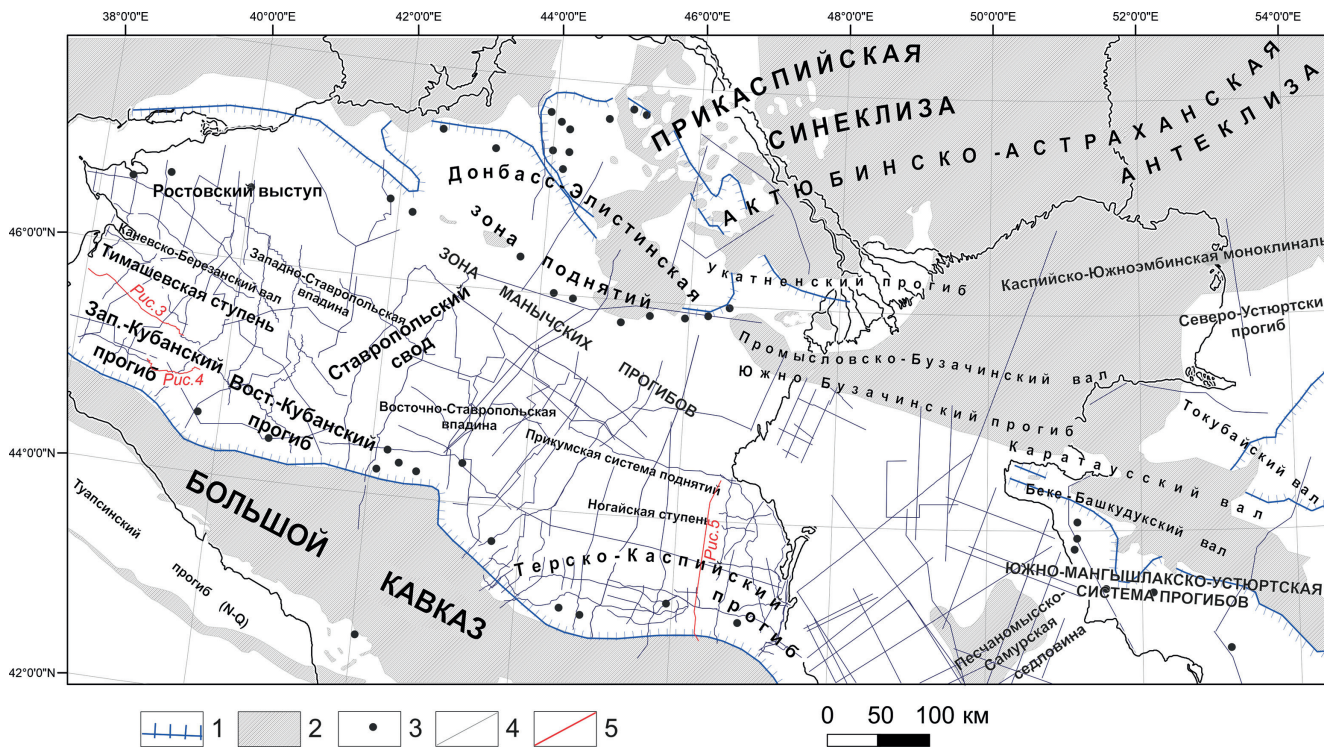 38°0'0"E 40°0'0"E 42°0'0"E 44°0'0"E 46°0'0"E 48°0'0"E 50°0'0"E 52°0'0"E 54°0'0"E
46°0'0"N
44°0'0"N
42°0'0"N
ПРИКАСПИЙСКАЯ
СИНЕКЛИЗА
АКТЮБИНСКО-АСТРАХАНСКАЯ
АНТЕКЛИЗА
Ростовский выступ
Донбасс-Элистинская
зона
поднятий
Каневско-Березанский вал
Тимашевская ступень
Западно-Ставропольская
впадина
ЗОНА
МАНЫЧСКИХ
ПРОГИБОВ
Укатненский прогиб
Каспийско-Южноэмбинская моноклиналь
Северо-Устюртский
прогиб
Рис.3
Зап.-Кубанский
прогиб
Рис.4
Ставропольский
свод
Вост.-Кубанский
прогиб
Восточно-Ставропольская
впадина
Промысловско-Бузачинский вал
Южно Бузачинский прогиб
Токубайский вал
Каратаусский вал
Беке-Башкудукский
вал
Прикумская система поднятий
Ногайская ступень
Рис.5
Терско-Каспийский
прогиб
БОЛЬШОЙ
КАВКАЗ
Туапсинский
прогиб (N-Q)
ЮЖНО-МАНГЫШЛАКСКО-УСТЮРТСКАЯ
СИСТЕМА ПРОГИБОВ
Песчаномысско-
Самурская
седловина
1 2 3 4 5
0 50 100 км